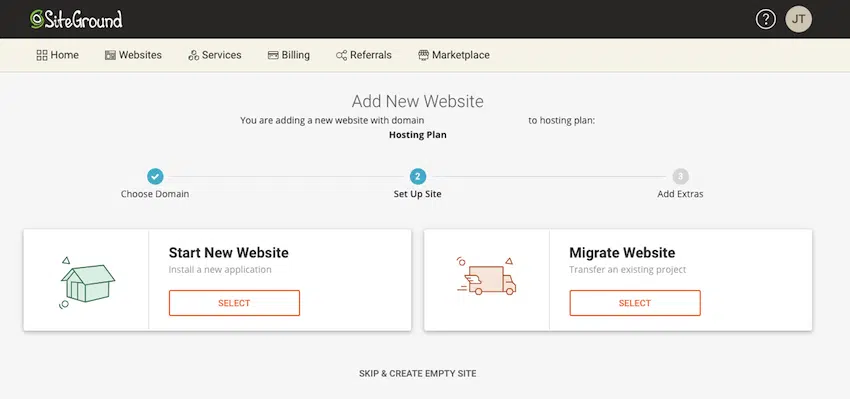 SiteGround
? JT
Home Websites Services Billing Referrals Marketplace
Add New Website
You are adding a new website with domain to hosting plan:
Hosting Plan
2 3
Choose Domain Set Up Site Add Extras
Start New Website
Install a new application
SELECT
Migrate Website
Transfer an existing project
SELECT
SKIP & CREATE EMPTY SITE